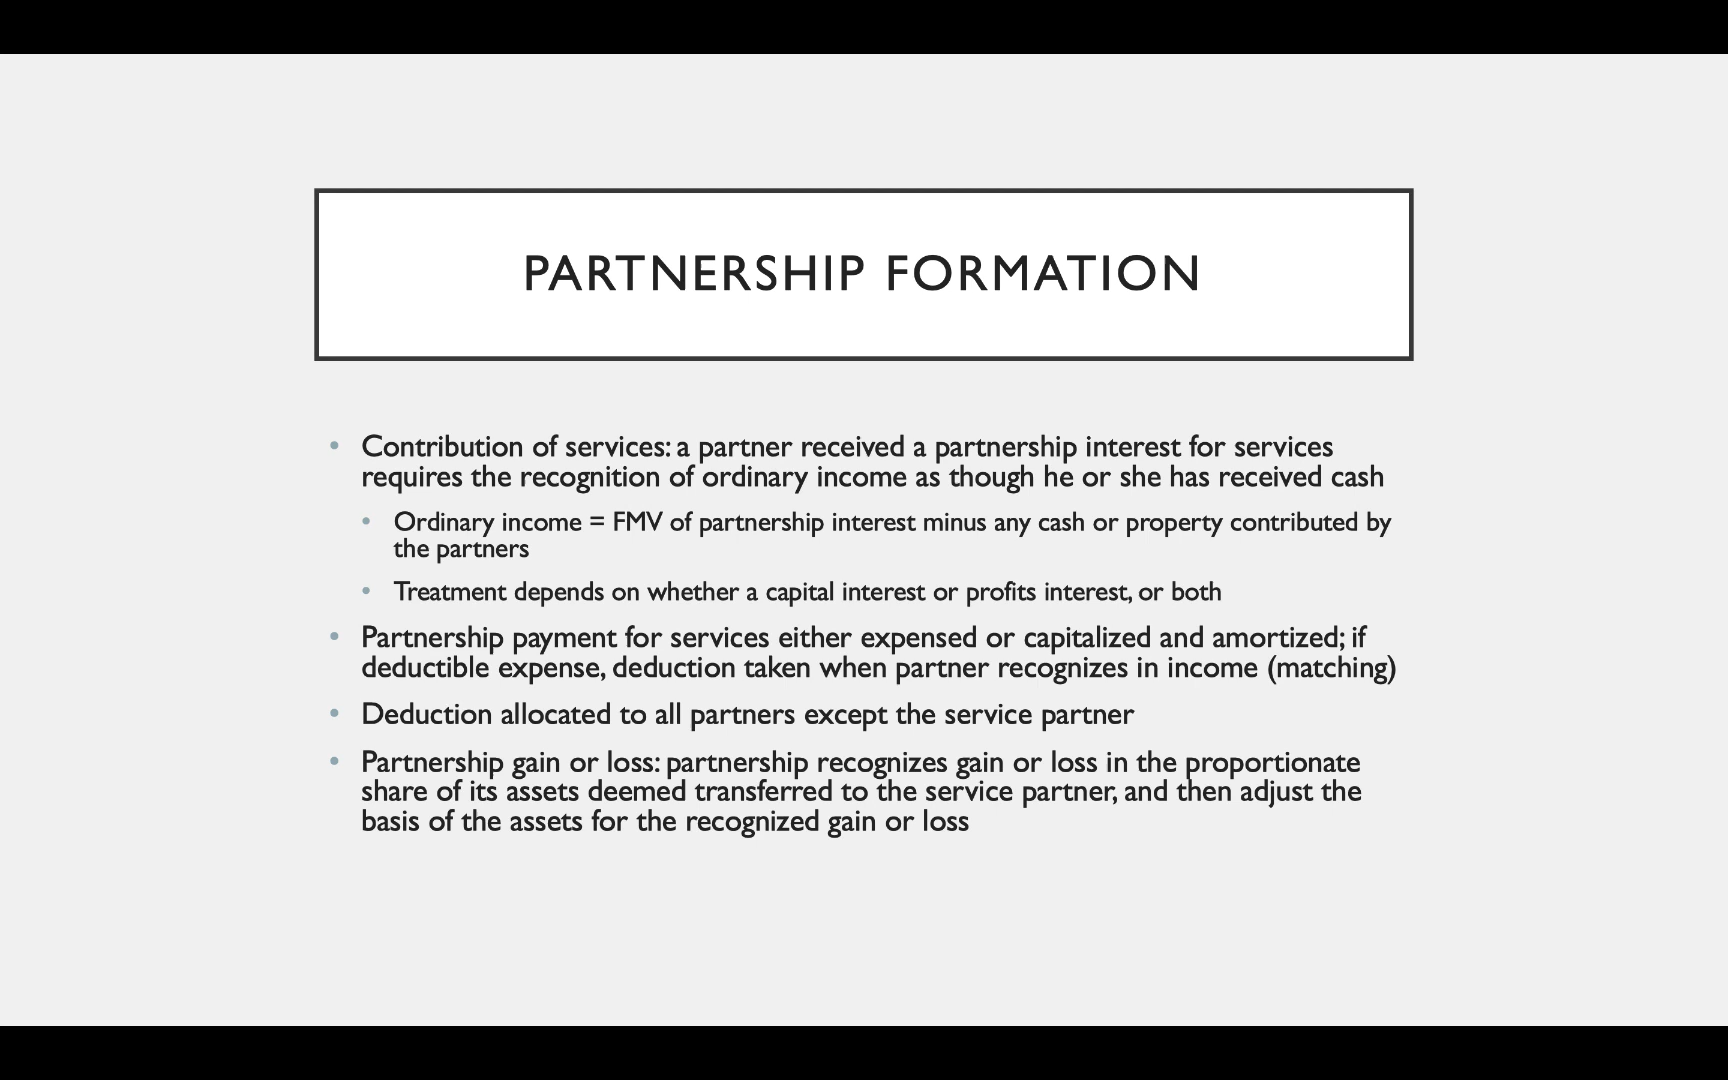 PARTNERSHIP FORMATION
• Contribution of services: a partner received a partnership interest for services
requires the recognition of ordinary income as though he or she has received cash
• Ordinary income = FMV of partnership interest minus any cash or property contributed by
the partners
• Treatment depends on whether a capital interest or profits interest, or both
• Partnership payment for services either expensed or capitalized and amortized; if
deductible expense, deduction taken when partner recognizes in income (matching)
• Deduction allocated to all partners except the service partner
• Partnership gain or loss: partnership recognizes gain or loss in the proportionate
share of its assets deemed transferred to the service partner, and then adjust the
basis of the assets for the recognized gain or loss